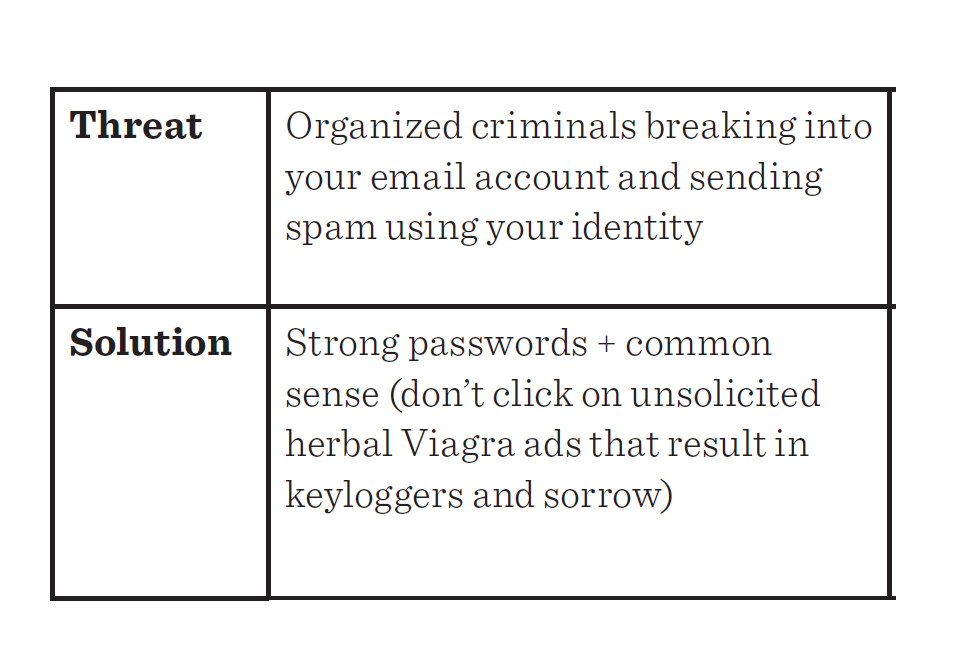 Threat
Organized criminals breaking into
your email account and sending
spam using your identity
Solution
Strong passwords + common
sense (don’t click on unsolicited
herbal Viagra ads that result in
keyloggers and sorrow)